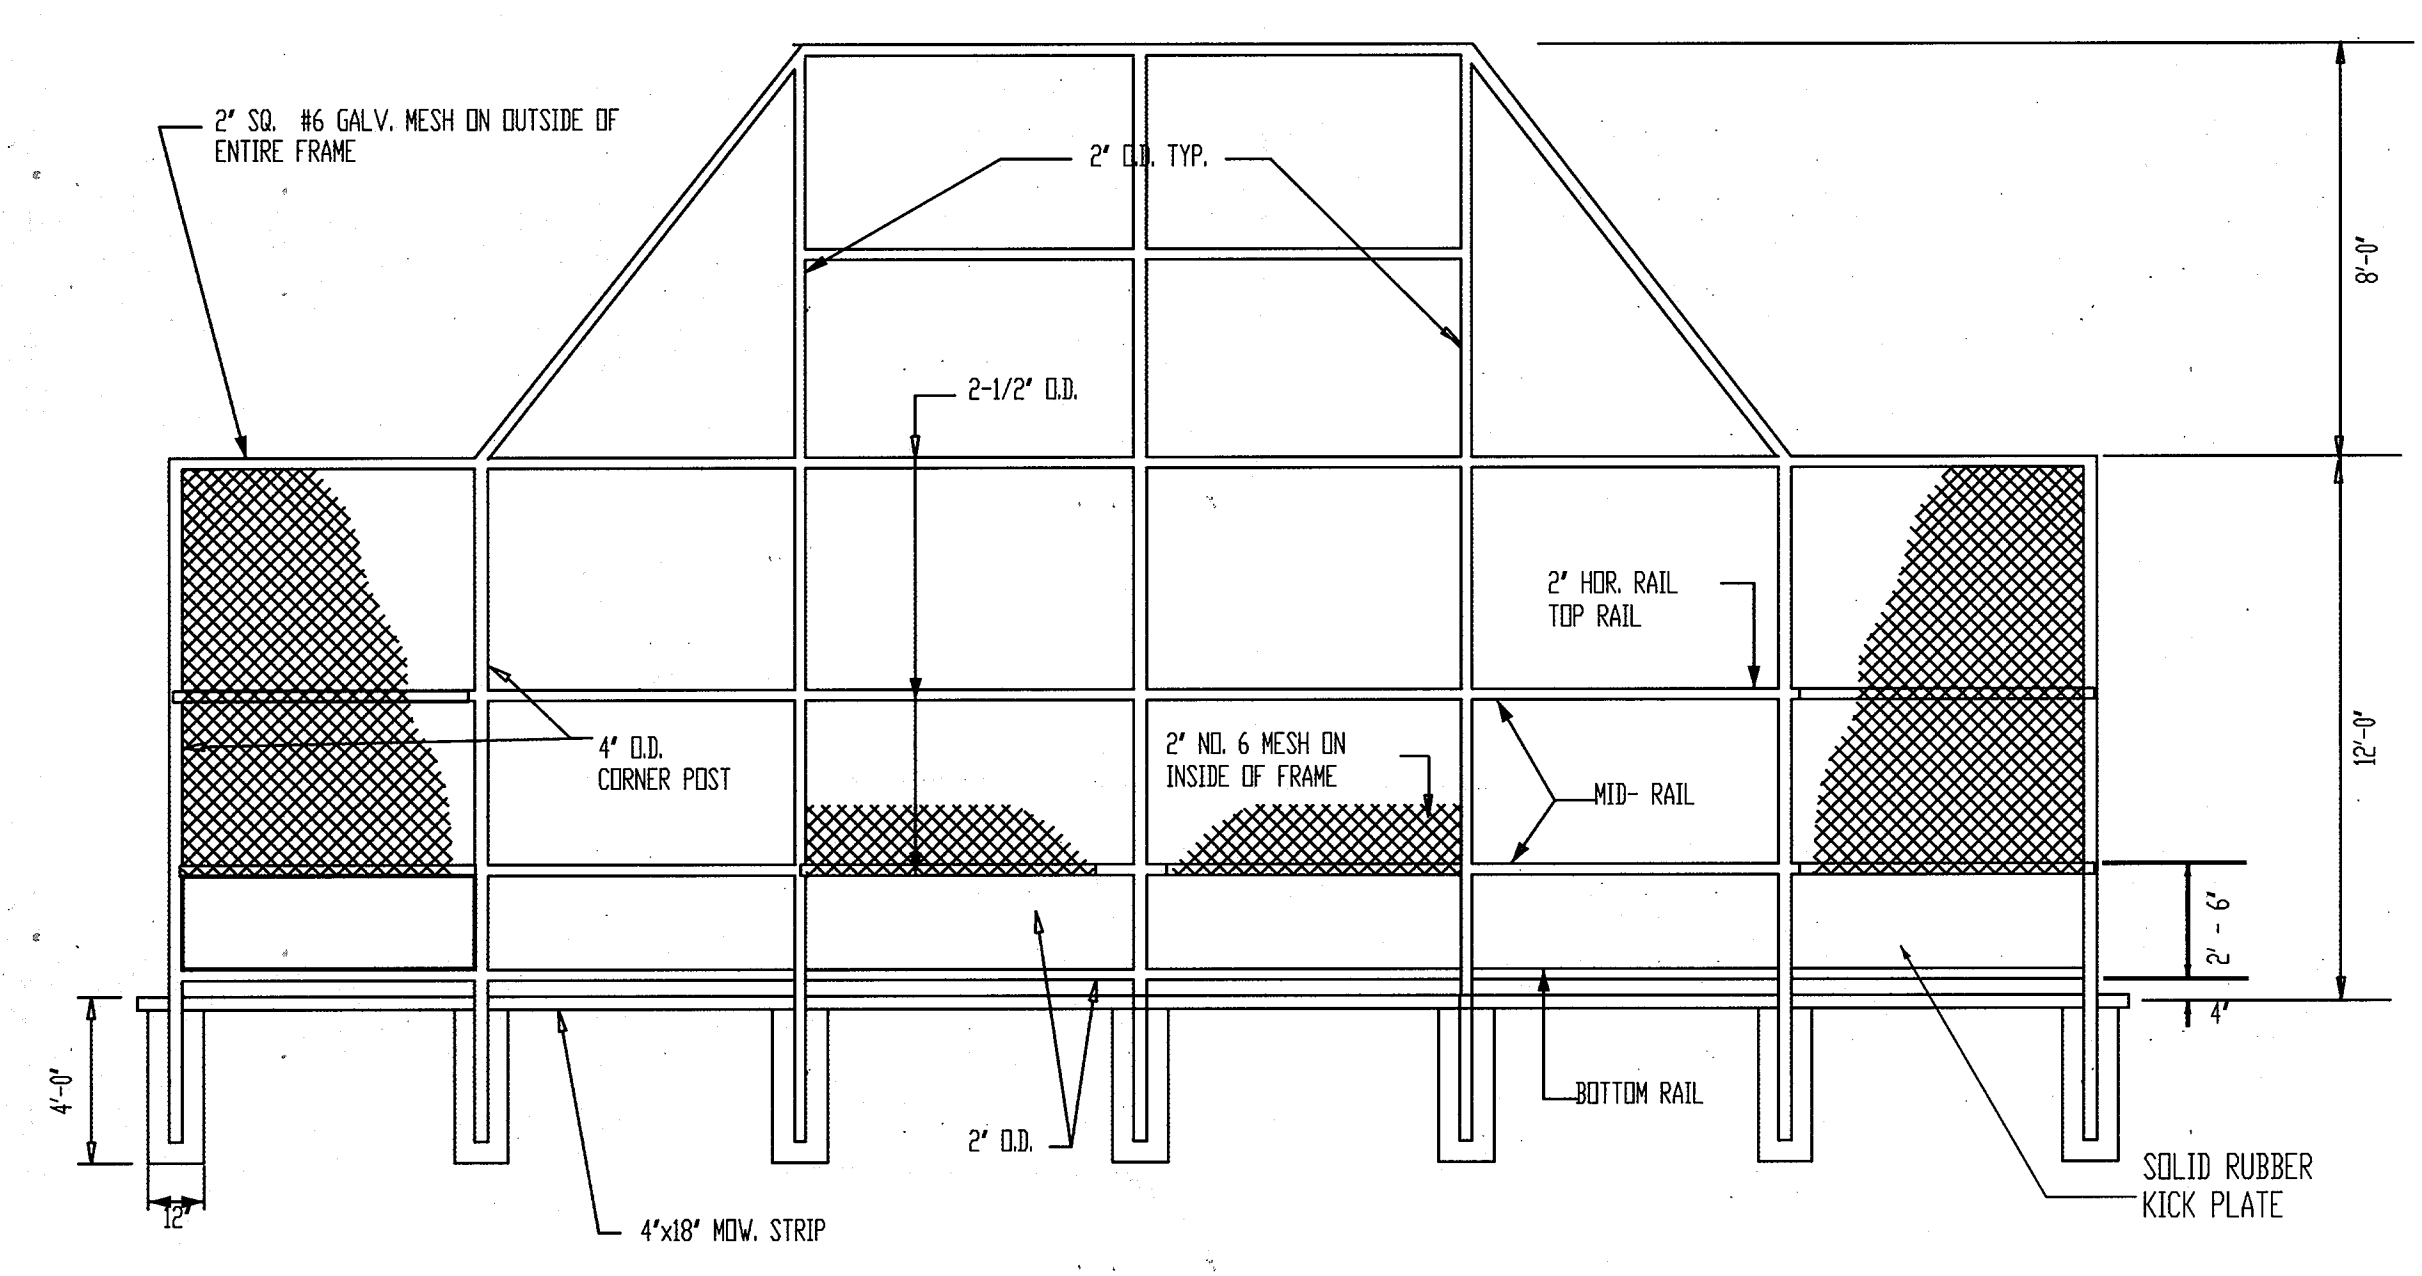 2" SQ. #6 GALV. MESH ON OUTSIDE OF
ENTIRE FRAME
2" O.D. TYP.
8'-0"
2-1/2" O.D.
2" HOR. RAIL
TOP RAIL
4" O.D.
CORNER POST
2" NO. 6 MESH ON
INSIDE OF FRAME
MID- RAIL
12'-0"
2' - 6"
4"
4'-0"
12"
2" O.D.
BOTTOM RAIL
4"x18" MOW. STRIP
SOLID RUBBER
KICK PLATE